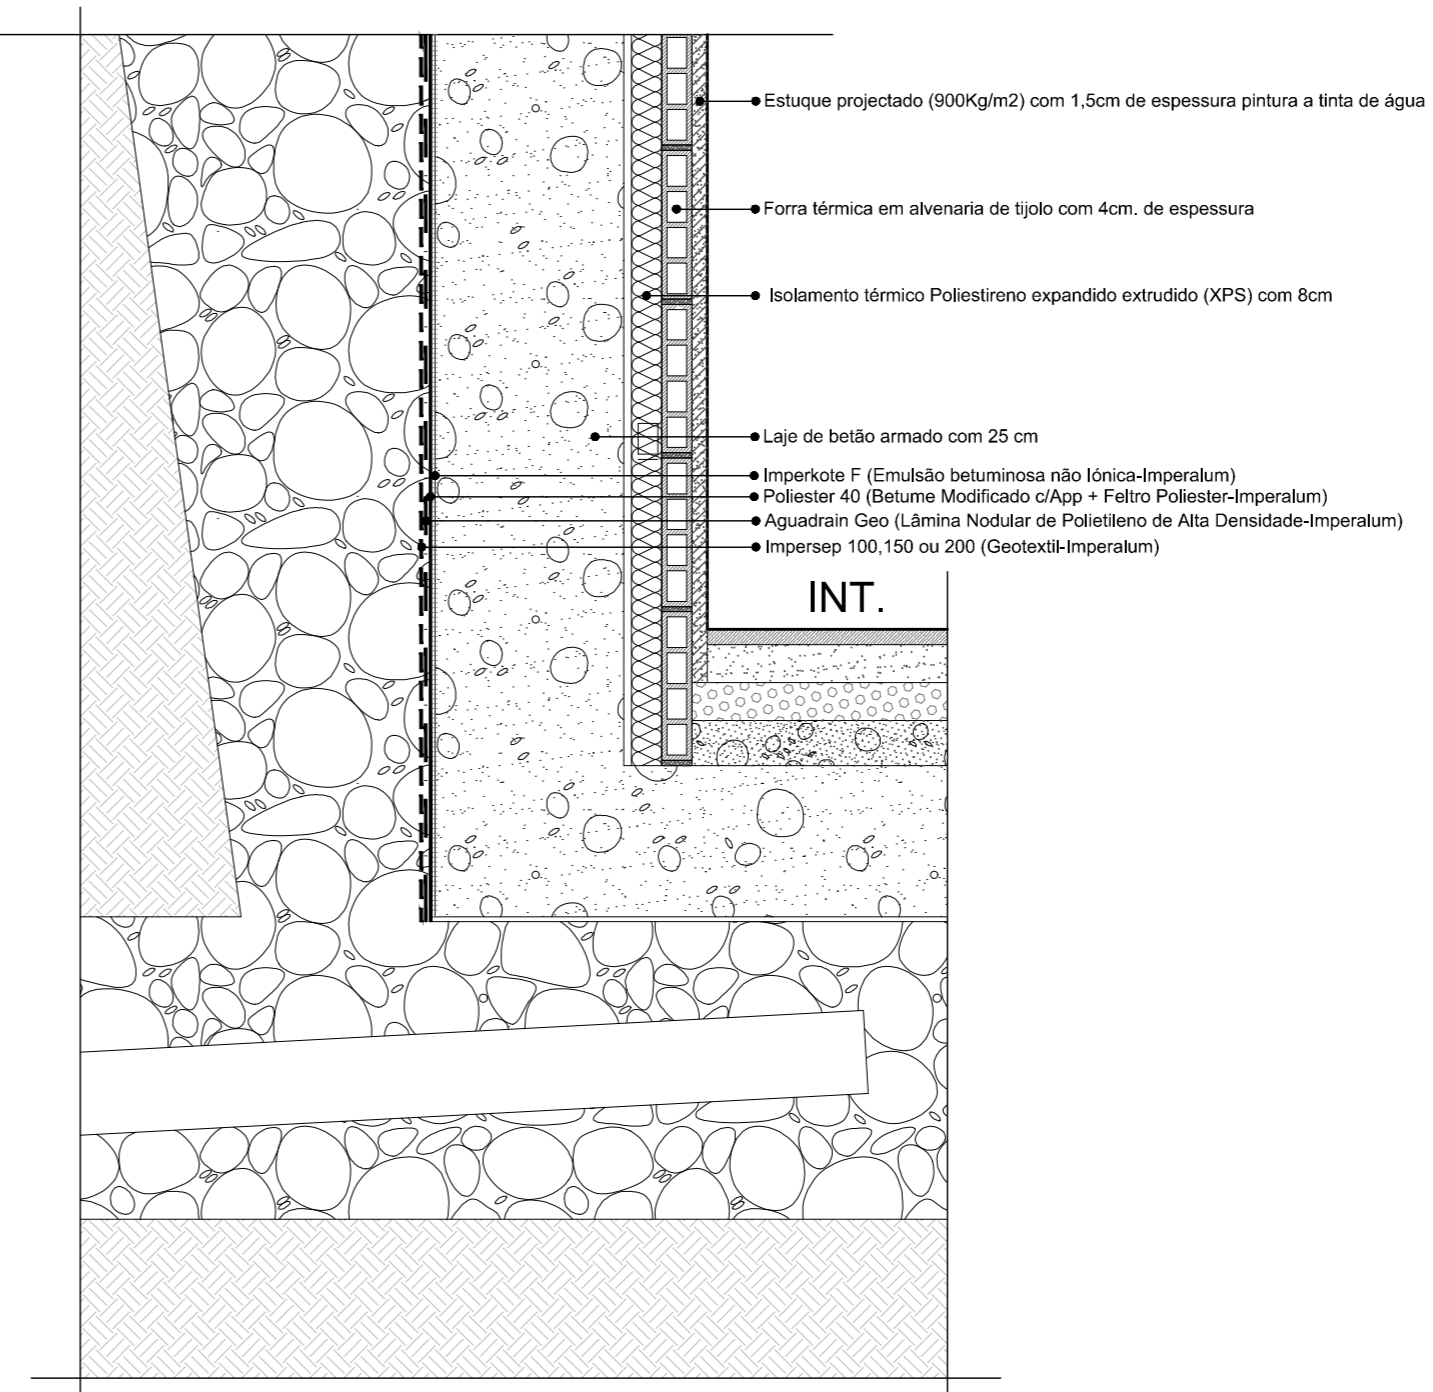 Estuque projectado (900Kg/m2) com 1,5cm de espessura pintura a tinta de água
Forra térmica em alvenaria de tijolo com 4cm. de espessura
Isolamento térmico Poliestireno expandido extrudido (XPS) com 8cm
Laje de betão armado com 25 cm
Imperkote F (Emulsão betuminosa não Iónica-Imperalum)
Poliester 40 (Betume Modificado c/App + Feltro Poliester-Imperalum)
Aguadrain Geo (Lâmina Nodular de Polietileno de Alta Densidade-Imperalum)
Impersep 100,150 ou 200 (Geotextil-Imperalum)
INT.